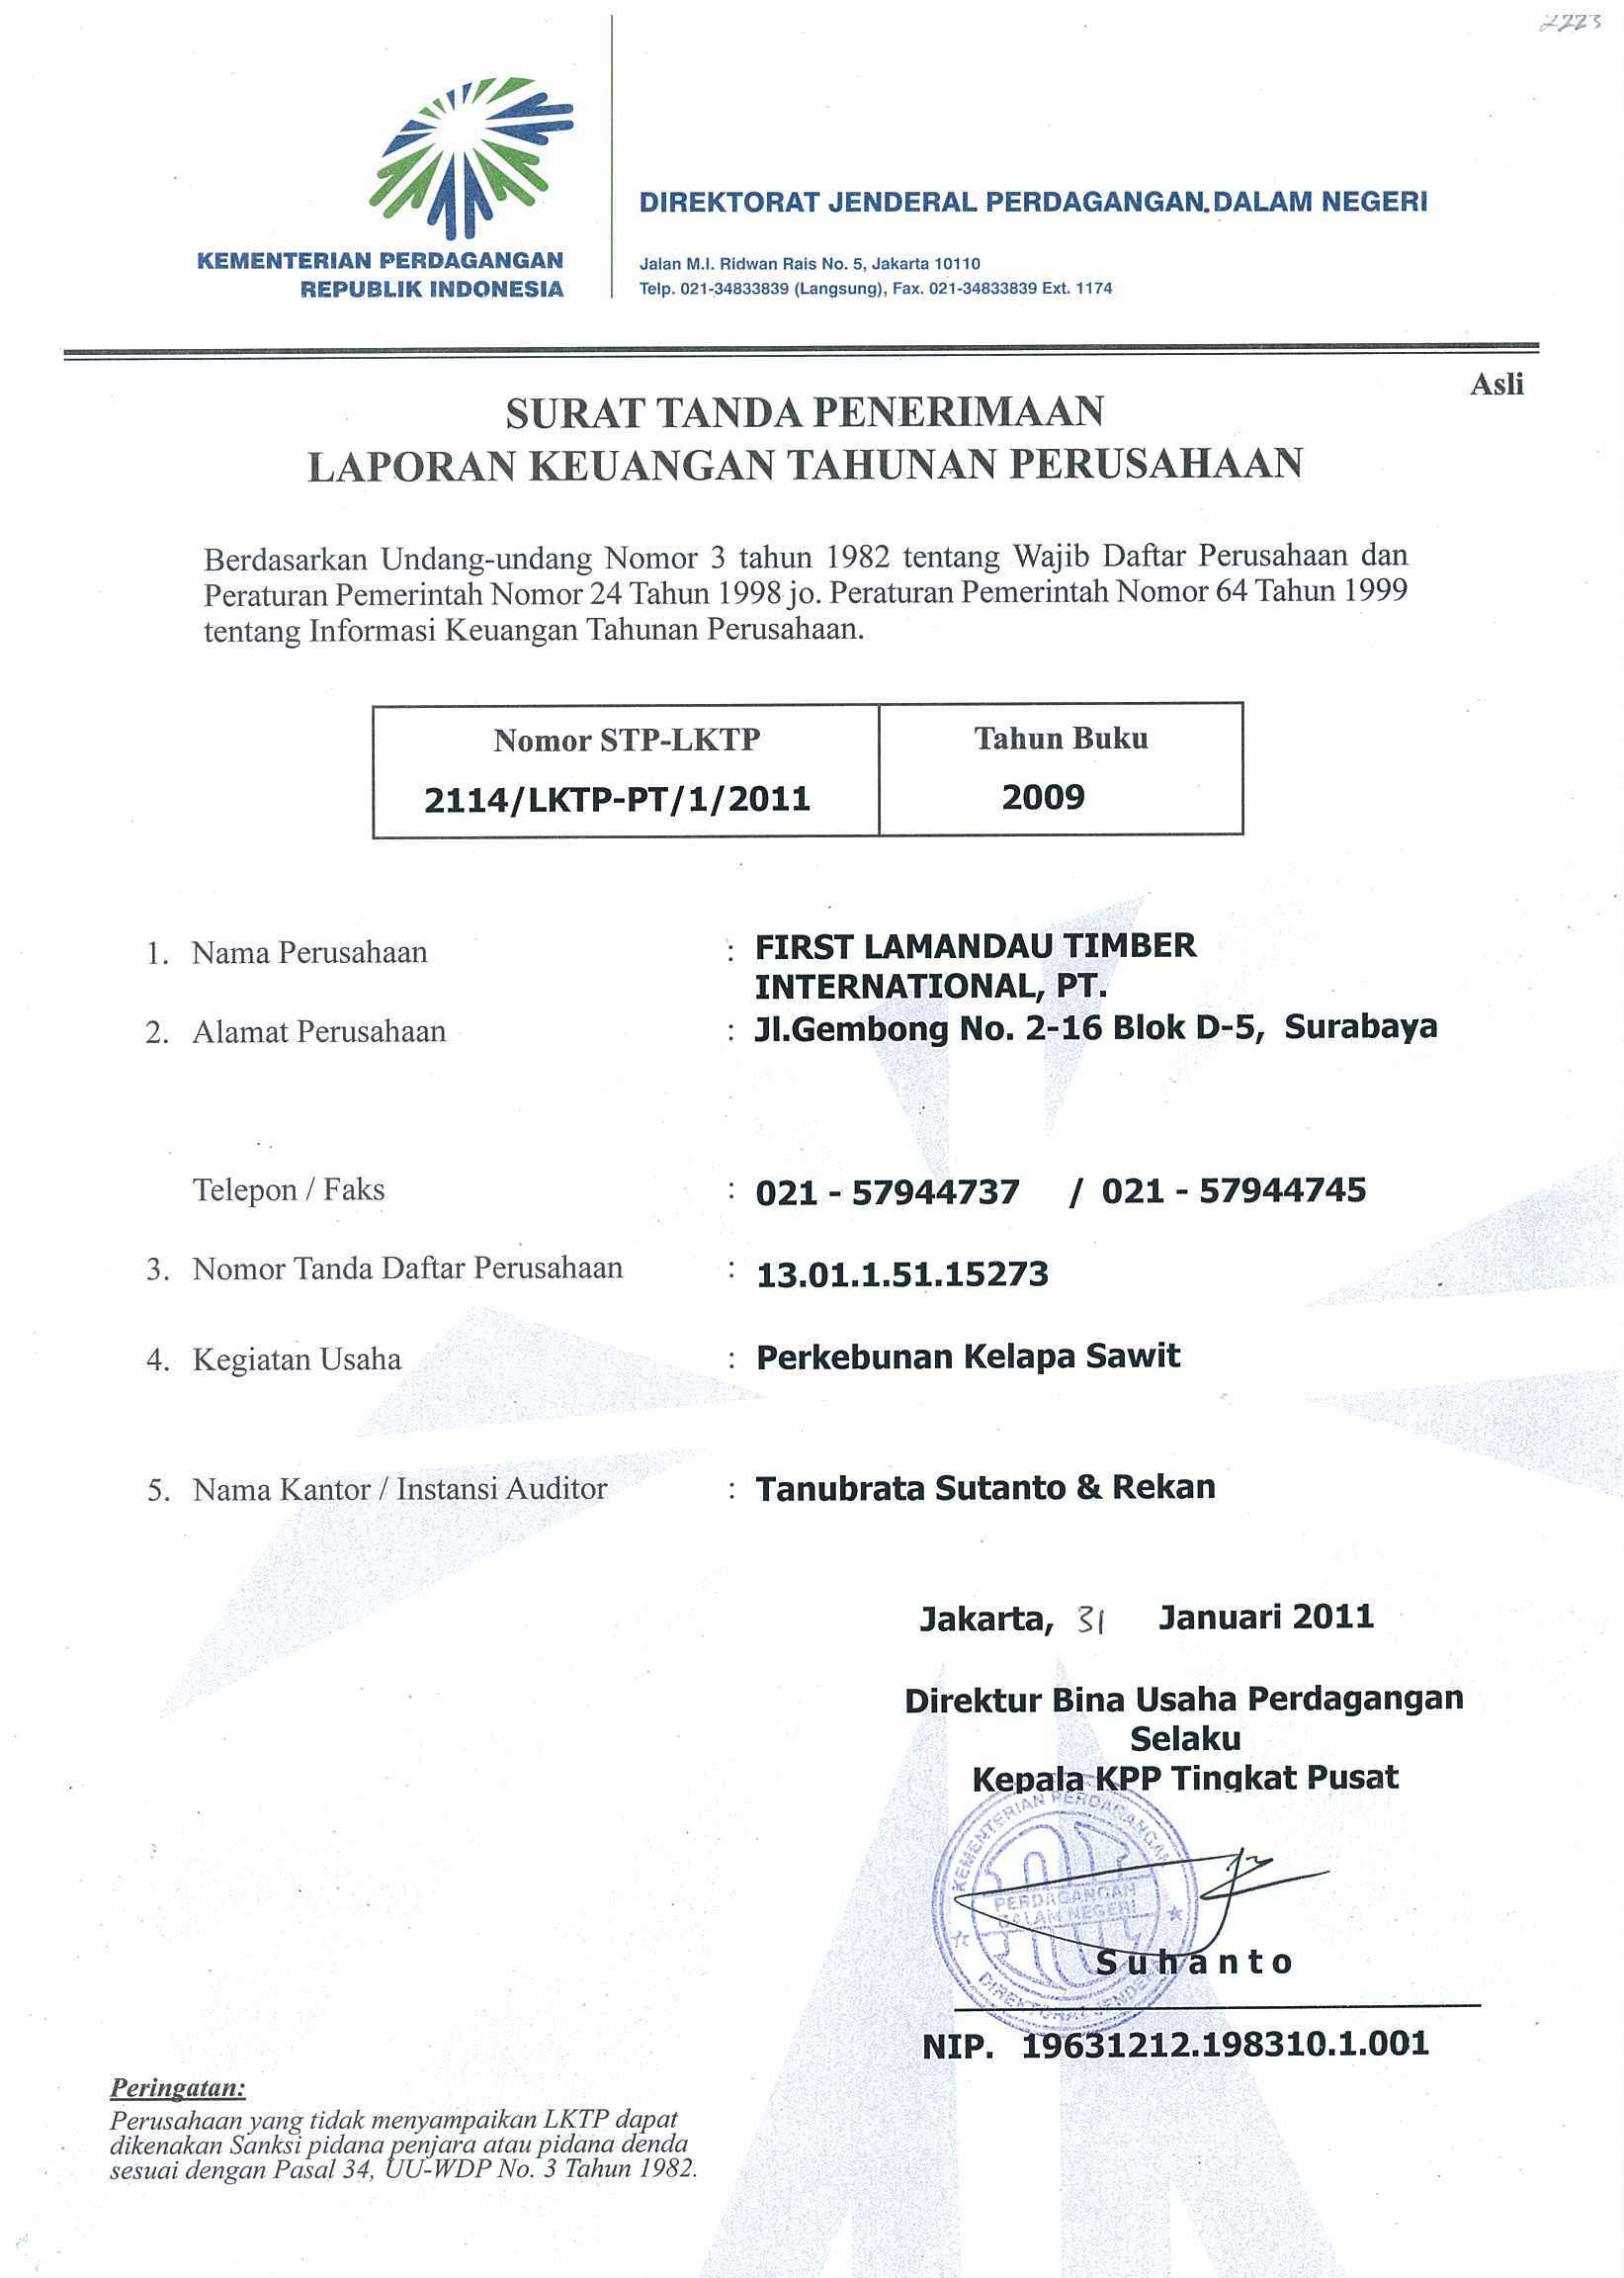 2223
KEMENTERIAN PERDAGANGAN
REPUBLIK INDONESIA
DIREKTORAT JENDERAL PERDAGANGAN DALAM NEGERI
Jalan M.I. Ridwan Rais No. 5, Jakarta 10110
Telp. 021-34833839 (Langsung), Fax. 021-34833839 Ext. 1174
Asli
SURAT TANDA PENERIMAAN
LAPORAN KEUANGAN TAHUNAN PERUSAHAAN
Berdasarkan Undang-undang Nomor 3 tahun 1982 tentang Wajib Daftar Perusahaan dan
Peraturan Pemerintah Nomor 24 Tahun 1998 jo. Peraturan Pemerintah Nomor 64 Tahun 1999
tentang Informasi Keuangan Tahunan Perusahaan.
Nomor STP-LKTP Tahun Buku
2114/LKTP-PT/1/2011 2009
1. Nama Perusahaan : FIRST LAMANDAU TIMBER
INTERNATIONAL, PT.
2. Alamat Perusahaan : Jl.Gembong No. 2-16 Blok D-5, Surabaya
Telepon / Faks : 021 - 57944737 / 021 - 57944745
3. Nomor Tanda Daftar Perusahaan : 13.01.1.51.15273
4. Kegiatan Usaha : Perkebunan Kelapa Sawit
5. Nama Kantor / Instansi Auditor : Tanubrata Sutanto & Rekan
Jakarta, 31 Januari 2011
Direktur Bina Usaha Perdagangan
Selaku
Kepala KPP Tingkat Pusat
KEMENTERIAN PERDAGANGAN
PERDAGANGAN
DALAM NEGERI
DIREKTORAT JENDERAL
Suhanto
NIP. 19631212.198310.1.001
Peringatan:
Perusahaan yang tidak menyampaikan LKTP dapat
dikenakan Sanksi pidana penjara atau pidana denda
sesuai dengan Pasal 34, UU-WDP No. 3 Tahun 1982.